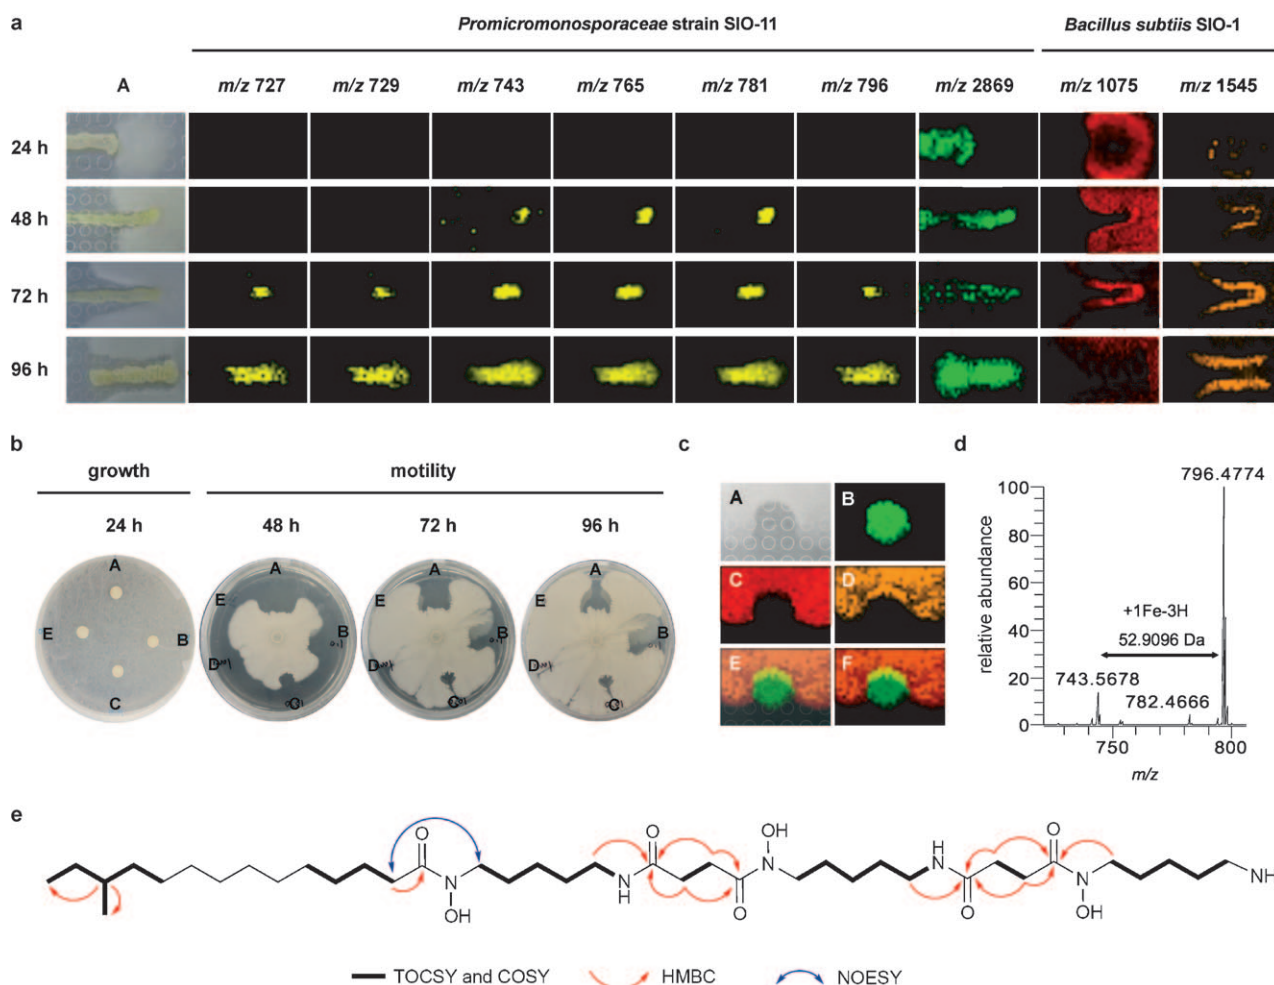 a
Promicromonosporaceae strain SIO-11 Bacillus subtiis SIO-1
A m/z 727 m/z 729 m/z 743 m/z 765 m/z 781 m/z 796 m/z 2869 m/z 1075 m/z 1545
24 h
48 h
72 h
96 h
b
growth motility
24 h 48 h 72 h 96 h
A A A A
E B C
E B D C
E B D C
E B D C
c
A B
C D
E F
d
796.4774
100
80
60
40
20
0
relative abundance
+1Fe-3H
52.9096 Da
743.5678
782.4666
750 800
m/z
e
O OH O O
N H N N H N N NH
OH O O OH
TOCSY and COSY HMBC NOESY